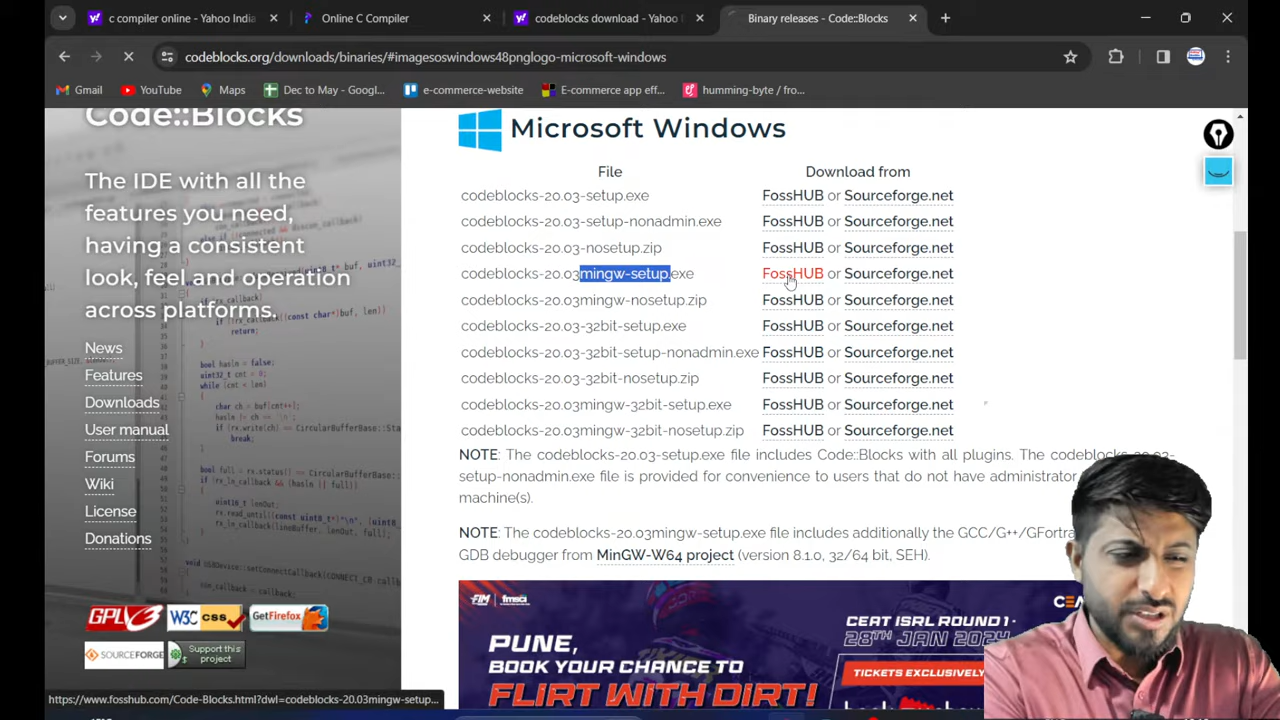 c compiler online - Yahoo India
Online C Compiler
codeblocks download - Yahoo
Binary releases - Code::Blocks
codeblocks.org/downloads/binaries/#imagesoswindows48pnglogo-microsoft-windows
Gmail
YouTube
Maps
Dec to May - Googl...
e-commerce-website
E-commerce app eff...
humming-byte / fro...
Code::Blocks
The IDE with all the
features you need,
having a consistent
look, feel and operation
across platforms.
News
Features
Downloads
User manual
Forums
Wiki
License
Donations
GPLv3
W3C css
GetFirefox
SOURCEFORGE
Support this
project
Microsoft Windows
File Download from
codeblocks-20.03-setup.exe FossHUB or Sourceforge.net
codeblocks-20.03-setup-nonadmin.exe FossHUB or Sourceforge.net
codeblocks-20.03-nosetup.zip FossHUB or Sourceforge.net
codeblocks-20.03mingw-setup.exe FossHUB or Sourceforge.net
codeblocks-20.03mingw-nosetup.zip FossHUB or Sourceforge.net
codeblocks-20.03-32bit-setup.exe FossHUB or Sourceforge.net
codeblocks-20.03-32bit-setup-nonadmin.exe FossHUB or Sourceforge.net
codeblocks-20.03-32bit-nosetup.zip FossHUB or Sourceforge.net
codeblocks-20.03mingw-32bit-setup.exe FossHUB or Sourceforge.net
codeblocks-20.03mingw-32bit-nosetup.zip FossHUB or Sourceforge.net
NOTE: The codeblocks-20.03-setup.exe file includes Code::Blocks with all plugins. The codeblocks-20.03-
setup-nonadmin.exe file is provided for convenience to users that do not have administrator
machine(s).
NOTE: The codeblocks-20.03mingw-setup.exe file includes additionally the GCC/G++/GFortra
GDB debugger from MinGW-W64 project (version 8.1.0, 32/64 bit, SEH).
FIM fmsci
PUNE,
BOOK YOUR CHANCE TO
FLIRT WITH DIRT!
CEAT ISRL ROUND 1 -
28TH JAN 2024
TICKETS EXCLUSIVELY
https://www.fosshub.com/Code-Blocks.html?dwl=codeblocks-20.03mingw-setup...